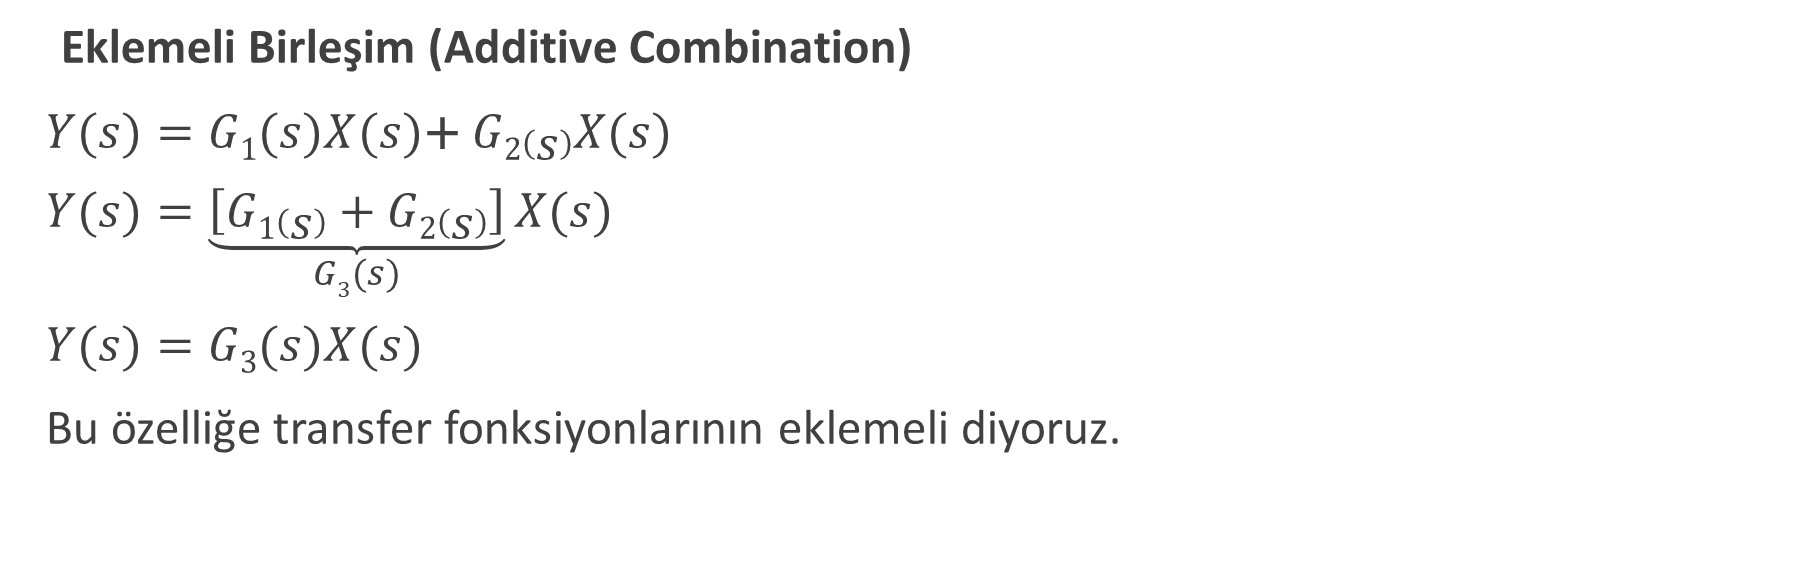 Eklemeli Birleşim (Additive Combination)
Y(s) = G₁(s)X(s)+ G₂₍ₛ₎X(s)
Y(s) = [G₁₍ₛ₎ + G₂₍ₛ₎] X(s)
G₃(s)
Y(s) = G₃(s)X(s)
Bu özelliğe transfer fonksiyonlarının eklemeli diyoruz.